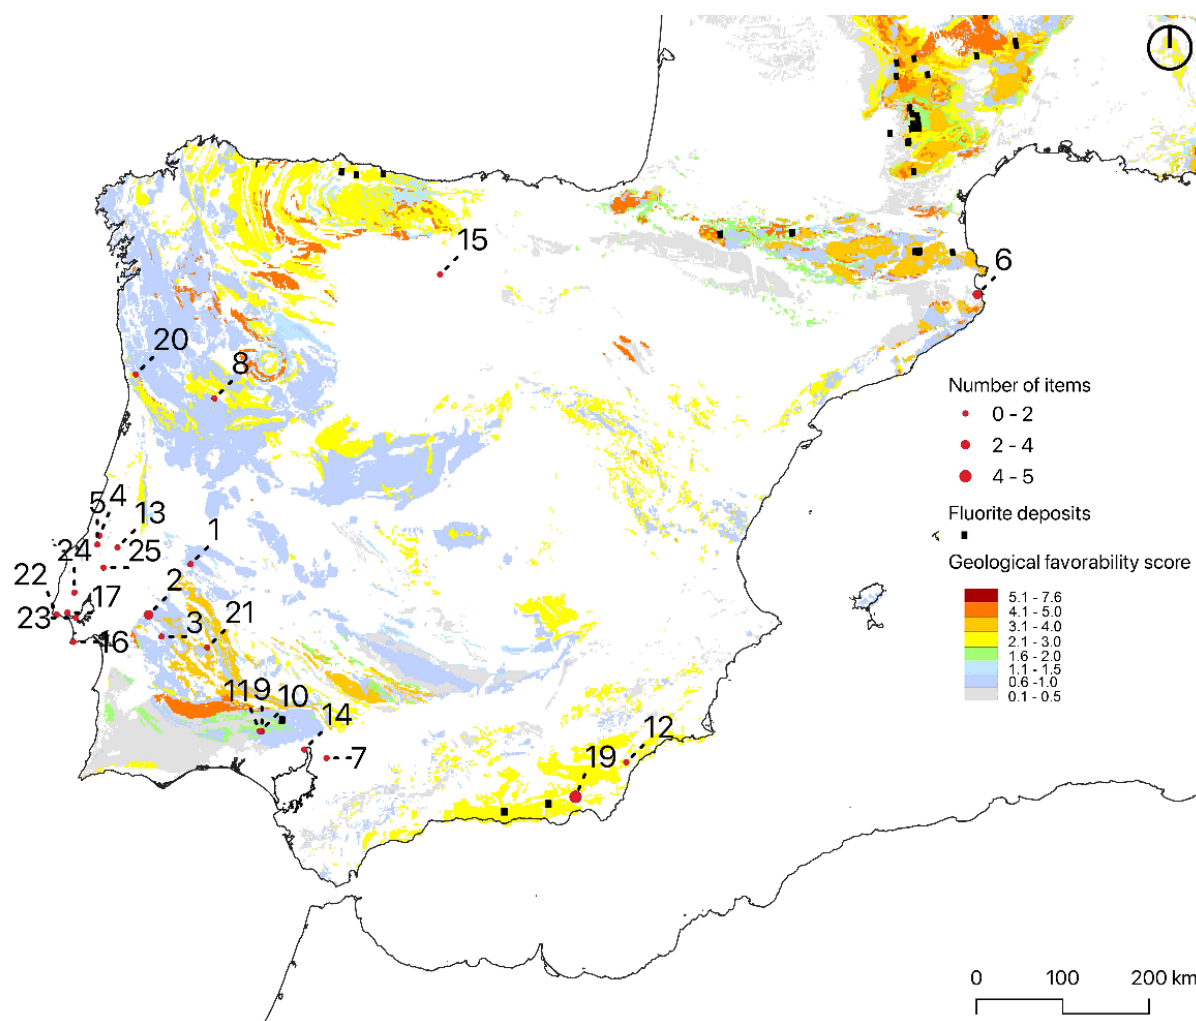 15
6
20
8
Number of items
0 - 2
2 - 4
4 - 5
5 4
13
1
Fluorite deposits
24
25
Geological favorability score
22
17
2
5.1 - 7.6
4.1 - 5.0
3.1 - 4.1
2.1 - 3.0
1.6 - 2.0
1.1 - 1.5
0.6 - 1.0
0.1 - 0.5
23
3
21
16
11 9 10
14
7
12
19
0 100 200 km